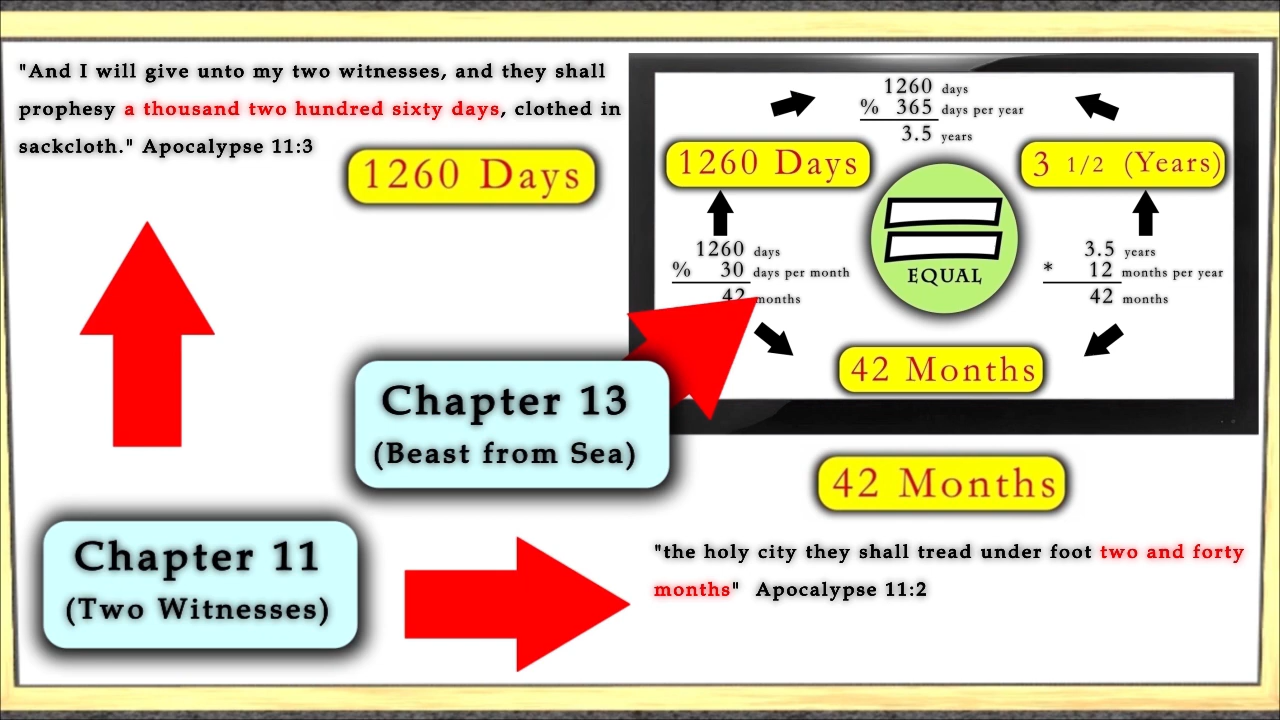 "And I will give unto my two witnesses, and they shall
prophesy a thousand two hundred sixty days, clothed in
sackcloth." Apocalypse 11:3
1260 Days
1260 days
% 365 days per year
3.5 years
1260 Days
3 1/2 (Years)
1260 days
% 30 days per month
42 months
EQUAL
3.5 years
* 12 months per year
42 months
42 Months
Chapter 13
(Beast from Sea)
42 Months
Chapter 11
(Two Witnesses)
"the holy city they shall tread under foot two and forty
months" Apocalypse 11:2